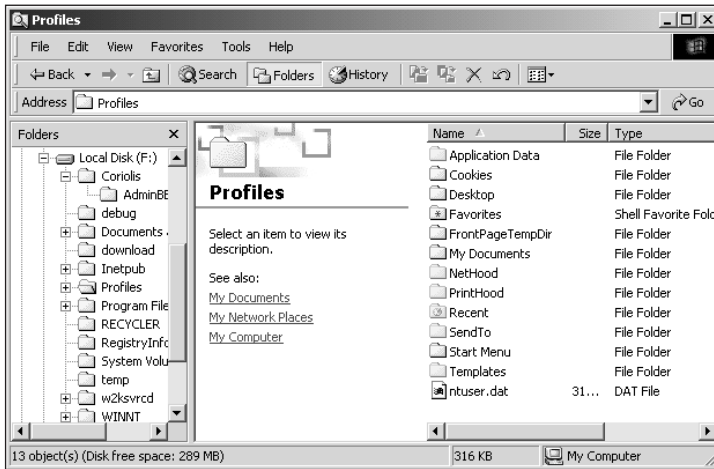 Profiles
File Edit View Favorites Tools Help
Back Search Folders History
Address Profiles Go
Folders
Local Disk (F:)
Coriolis
AdminBE
debug
Documents
download
Inetpub
Profiles
Program File
RECYCLER
RegistryInfo
System Volu
temp
w2ksvrcd
WINNT
Profiles
Select an item to view its
description.
See also:
My Documents
My Network Places
My Computer
Name Size Type
Application Data File Folder
Cookies File Folder
Desktop File Folder
Favorites Shell Favorite Folc
FrontPageTempDir File Folder
My Documents File Folder
NetHood File Folder
PrintHood File Folder
Recent File Folder
SendTo File Folder
Start Menu File Folder
Templates File Folder
ntuser.dat 31... DAT File
13 object(s) (Disk free space: 289 MB) 316 KB My Computer